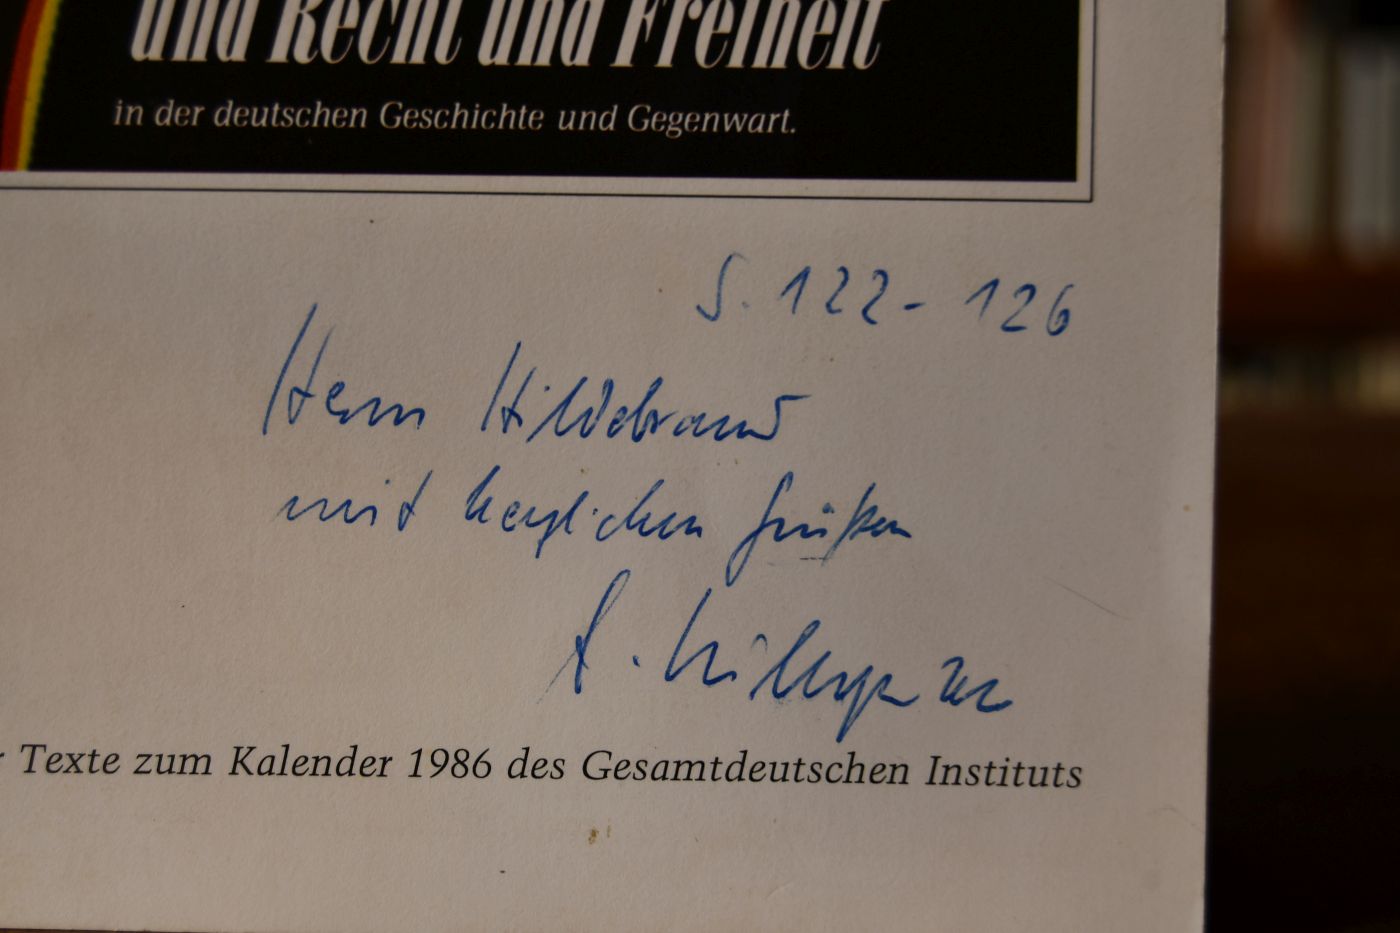 und Recht und Freiheit
in der deutschen Geschichte und Gegenwart.
S. 122-126
Herrn Hildebrand
mit herzlichen Grüßen
Texte zum Kalender 1986 des Gesamtdeutschen Instituts